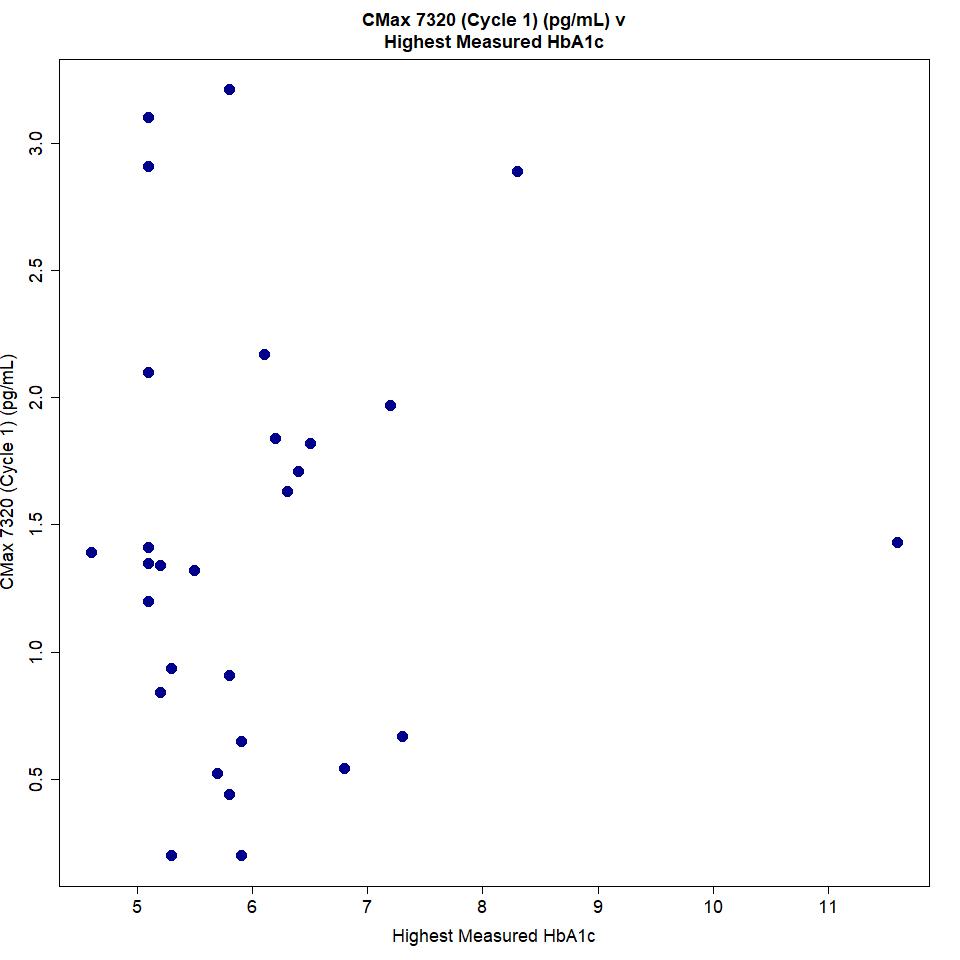 CMax 7320 (Cycle 1) (pg/mL) v
Highest Measured HbA1c
CMax 7320 (Cycle 1) (pg/mL)
3.0
2.5
2.0
1.5
1.0
0.5
5 6 7 8 9 10 11
Highest Measured HbA1c